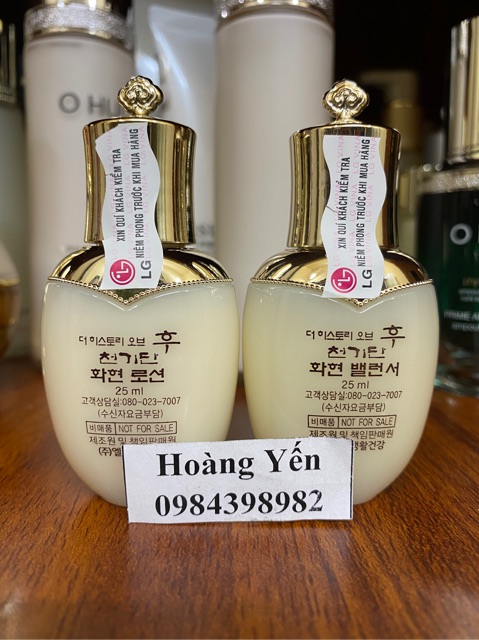 O HU
XIN QUÍ KHÁCH KIỂM TRA
NIÊM PHONG TRƯỚC KHI MUA HÀNG
LG
더 히스토리 오브 후
천기단
화현 로션
25 ml
고객상담실:080-023-7007
(수신자요금부담)
비매품 NOT FOR SALE
제조원 및 책임판매원
(주)엘
XIN QUÍ KHÁCH KIỂM TRA
NIÊM PHONG TRƯỚC KHI MUA HÀNG
LG
더 히스토리 오브 후
천기단
화현 밸런서
25 ml
고객상담실:080-023-7007
(수신자요금부담)
비매품 NOT FOR SALE
제조원 및 책임판매원
활건강
Hoàng Yến
0984398982
O
PRIME